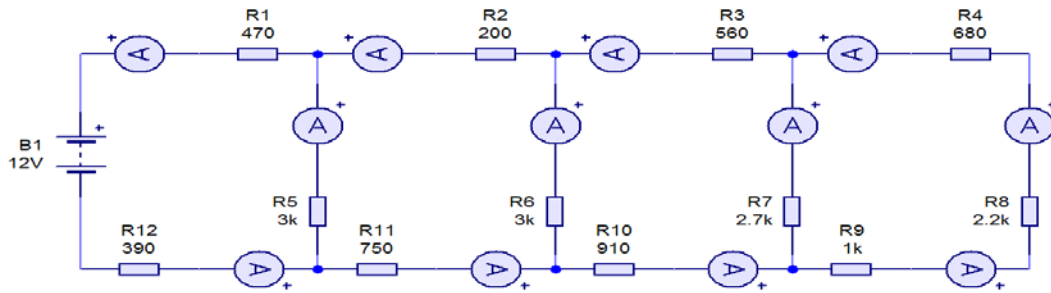 R1
470
R2
200
R3
560
R4
680
+
A
+
A
+
A
+
A
+
A
+
A
+
A
+
A
B1
12V
+
R5
3k
R6
3k
R7
2.7k
R8
2.2k
R12
390
R11
750
R10
910
R9
1k
A
+
A
+
A
+
A
+